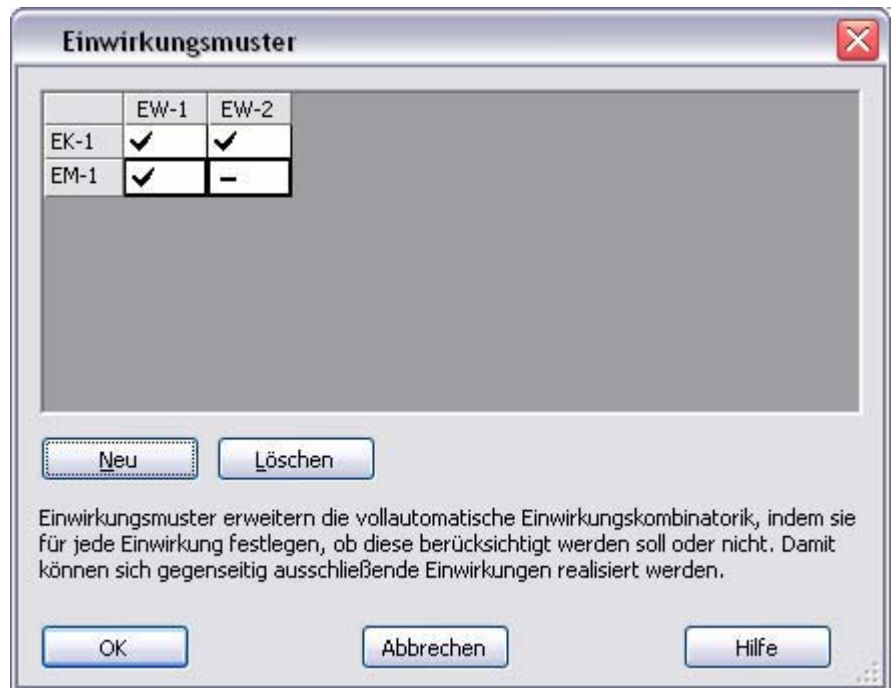 Einwirkungsmuster
EW-1 EW-2
EK-1 ✓ ✓
EM-1 ✓ –
Neu Löschen
Einwirkungsmuster erweitern die vollautomatische Einwirkungskombinatorik, indem sie
für jede Einwirkung festlegen, ob diese berücksichtigt werden soll oder nicht. Damit
können sich gegenseitig ausschließende Einwirkungen realisiert werden.
OK Abbrechen Hilfe